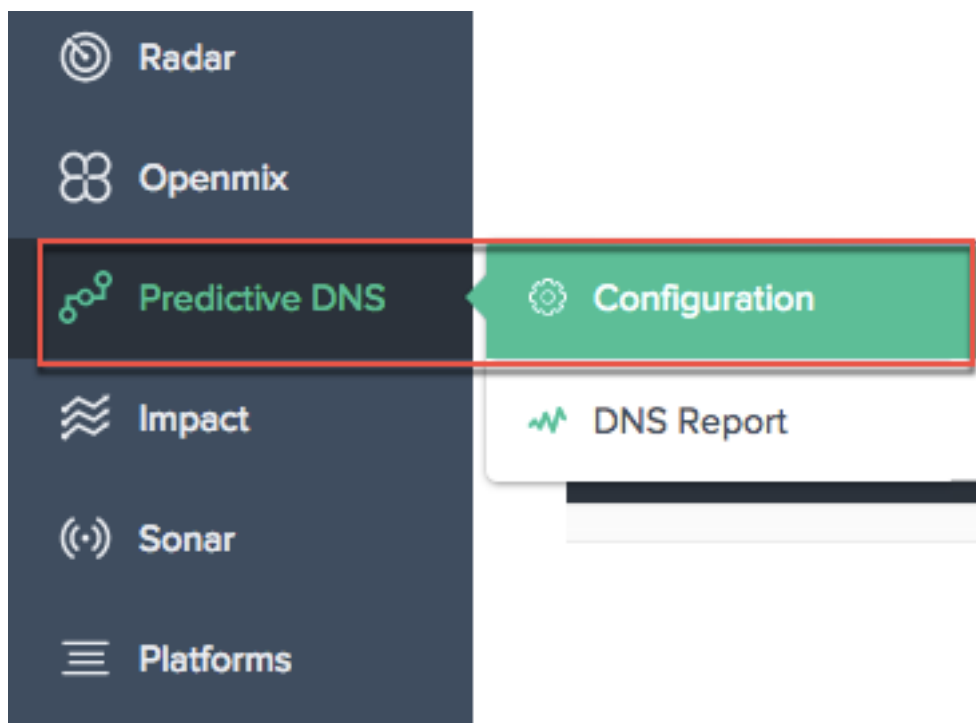 Radar
Openmix
Predictive DNS
Configuration
Impact
DNS Report
Sonar
Platforms